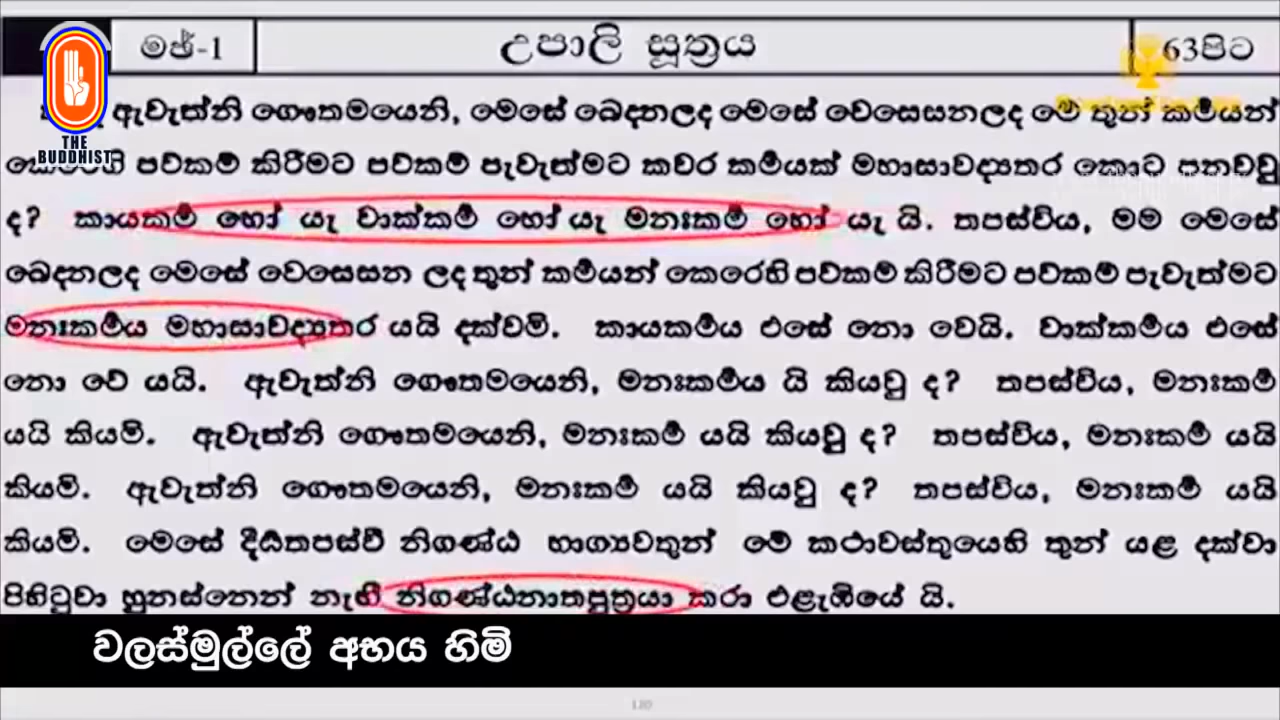 මජ්-1 උපාලි සූත්‍රය 63පිට
THE
BUDDHIST
ඇවැත්නි ගෞතමයෙනි, මෙසේ බෙදනලද මෙසේ වෙසෙසනලද මේ තුන් කර්‍මයන්
පව්කම් කිරීමට පව්කම් පැවැත්මට කවර කර්‍මයක් මහාසාවද්‍යතර කොට පනවවු
ද? කායකර්‍ම හෝ යැ වාක්කර්‍ම හෝ යැ මනඃකර්‍ම හෝ යැ යි. තපස්විය, මම මෙසේ
බෙදනලද මෙසේ වෙසෙසන ලද තුන් කර්‍මයන් කෙරෙහි පව්කම් කිරීමට පව්කම් පැවැත්මට
මනඃකර්‍මය මහාසාවද්‍යතර යයි දක්වමි. කායකර්‍මය එසේ නො වෙයි. වාක්කර්‍මය එසේ
නො වේ යයි. ඇවැත්නි ගෞතමයෙනි, මනඃකර්‍මය යි කියවු ද? තපස්විය, මනඃකර්‍ම
යයි කියමි. ඇවැත්නි ගෞතමයෙනි, මනඃකර්‍ම යයි කියවු ද? තපස්විය, මනඃකර්‍ම යයි
කියමි. ඇවැත්නි ගෞතමයෙනි, මනඃකර්‍ම යයි කියවු ද? තපස්විය, මනඃකර්‍ම යයි
කියමි. මෙසේ දීර්‍ඝතපස්වී නිගණ්ඨ භාග්‍යවතුන් මේ කථාවස්තුයෙහි තුන් යළ දක්වා
පිහිටුවා හුනස්නෙන් නැඟී නිගණ්ඨනාතපුත්‍රයා කරා එළැඹියේ යි.
වලස්මුල්ලේ අභය හිමි